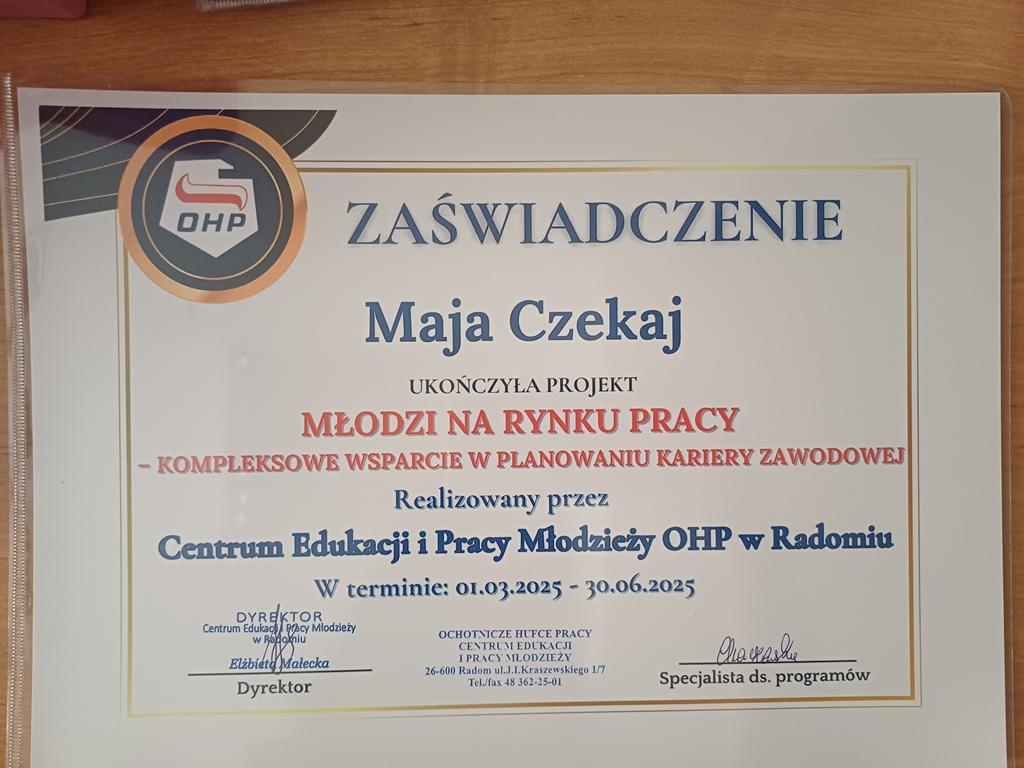 OHP
ZAŚWIADCZENIE
Maja Czekaj
UKOŃCZYŁA PROJEKT
MŁODZI NA RYNKU PRACY
– KOMPLEKSOWE WSPARCIE W PLANOWANIU KARIERY ZAWODOWEJ
Realizowany przez
Centrum Edukacji i Pracy Młodzieży OHP w Radomiu
W terminie: 01.03.2025 - 30.06.2025
DYREKTOR
Centrum Edukacji i Pracy Młodzieży
w Radomiu
Elżbieta Małecka
Dyrektor
OCHOTNICZE HUFCE PRACY
CENTRUM EDUKACJI
I PRACY MŁODZIEŻY
26-600 Radom ul.J.I.Kraszewskiego 1/7
Tel./fax 48 362-25-01
Specjalista ds. programów